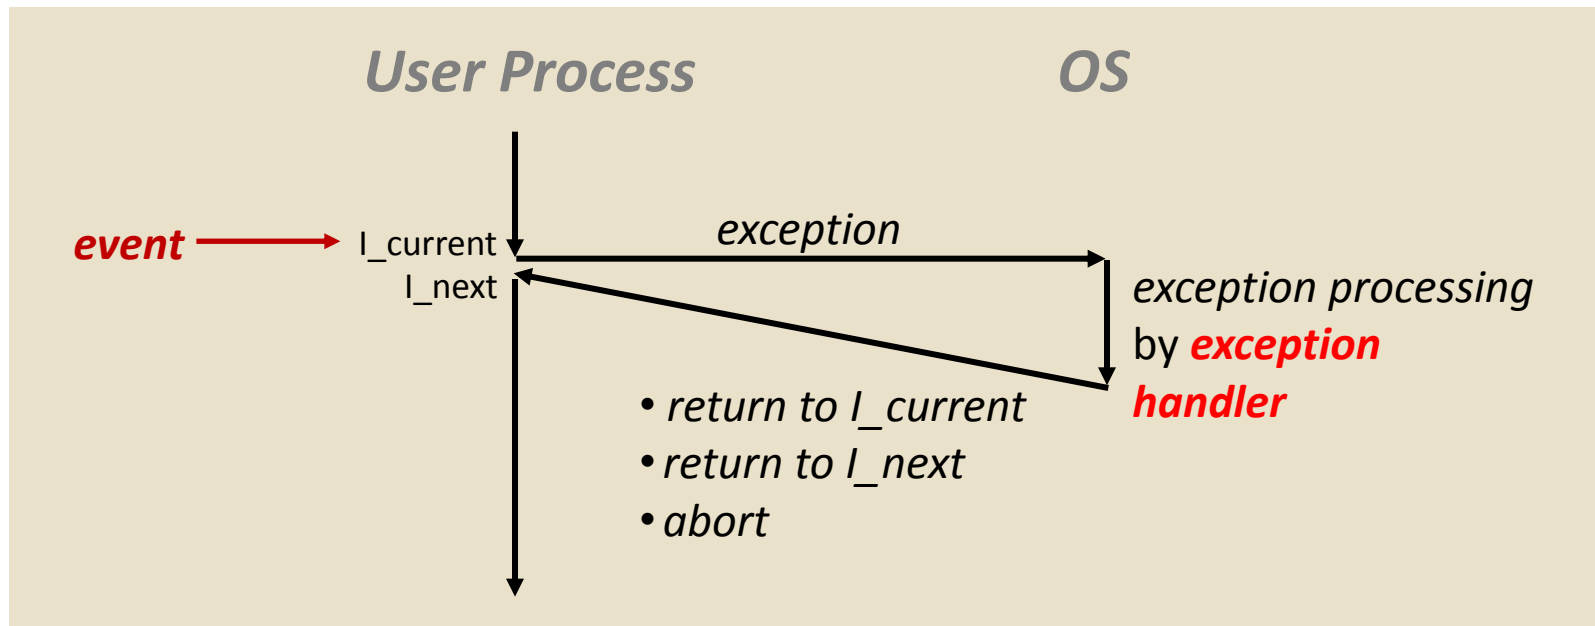 User Process
OS
event
I_current
exception
I_next
exception processing
by exception
handler
• return to I_current
• return to I_next
• abort